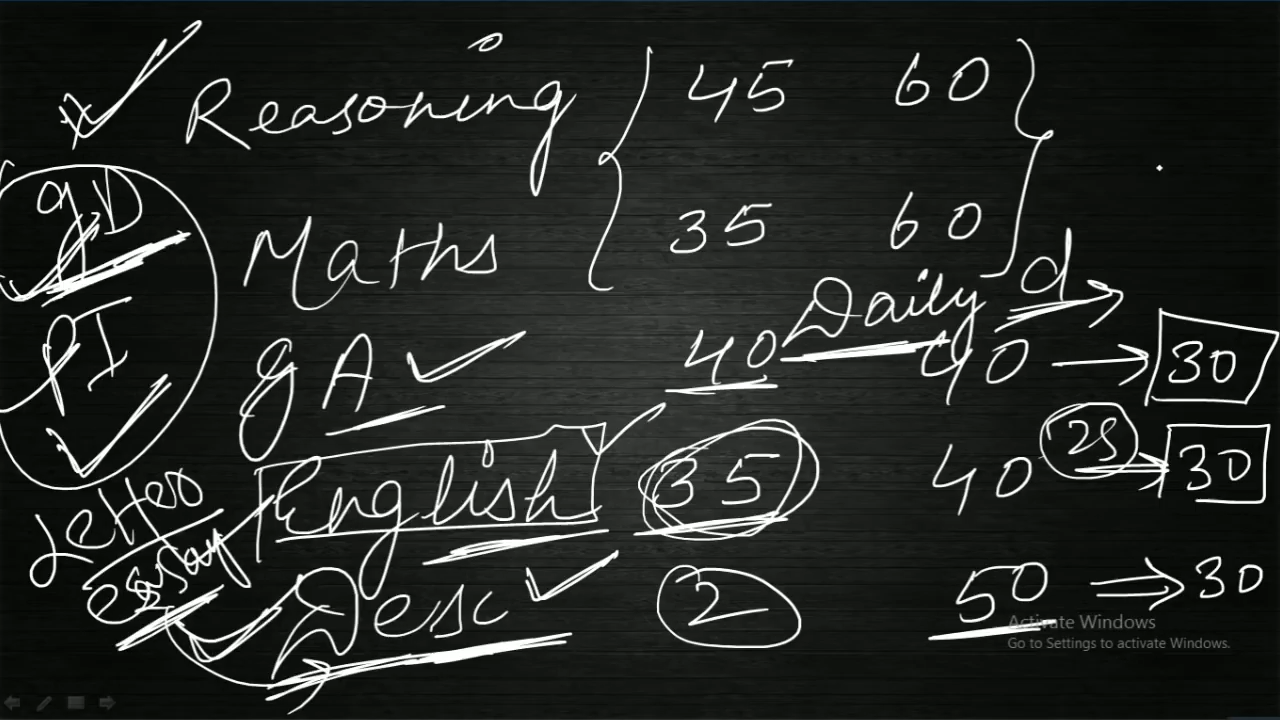 Reasoning 45 60
GD
Maths 35 60
Daily d
PI
GA 40 40 → 30
English 35 40 25 → 30
Letter
essay
Desc 2 50 ⇒ 30
Activate Windows
Go to Settings to activate Windows.